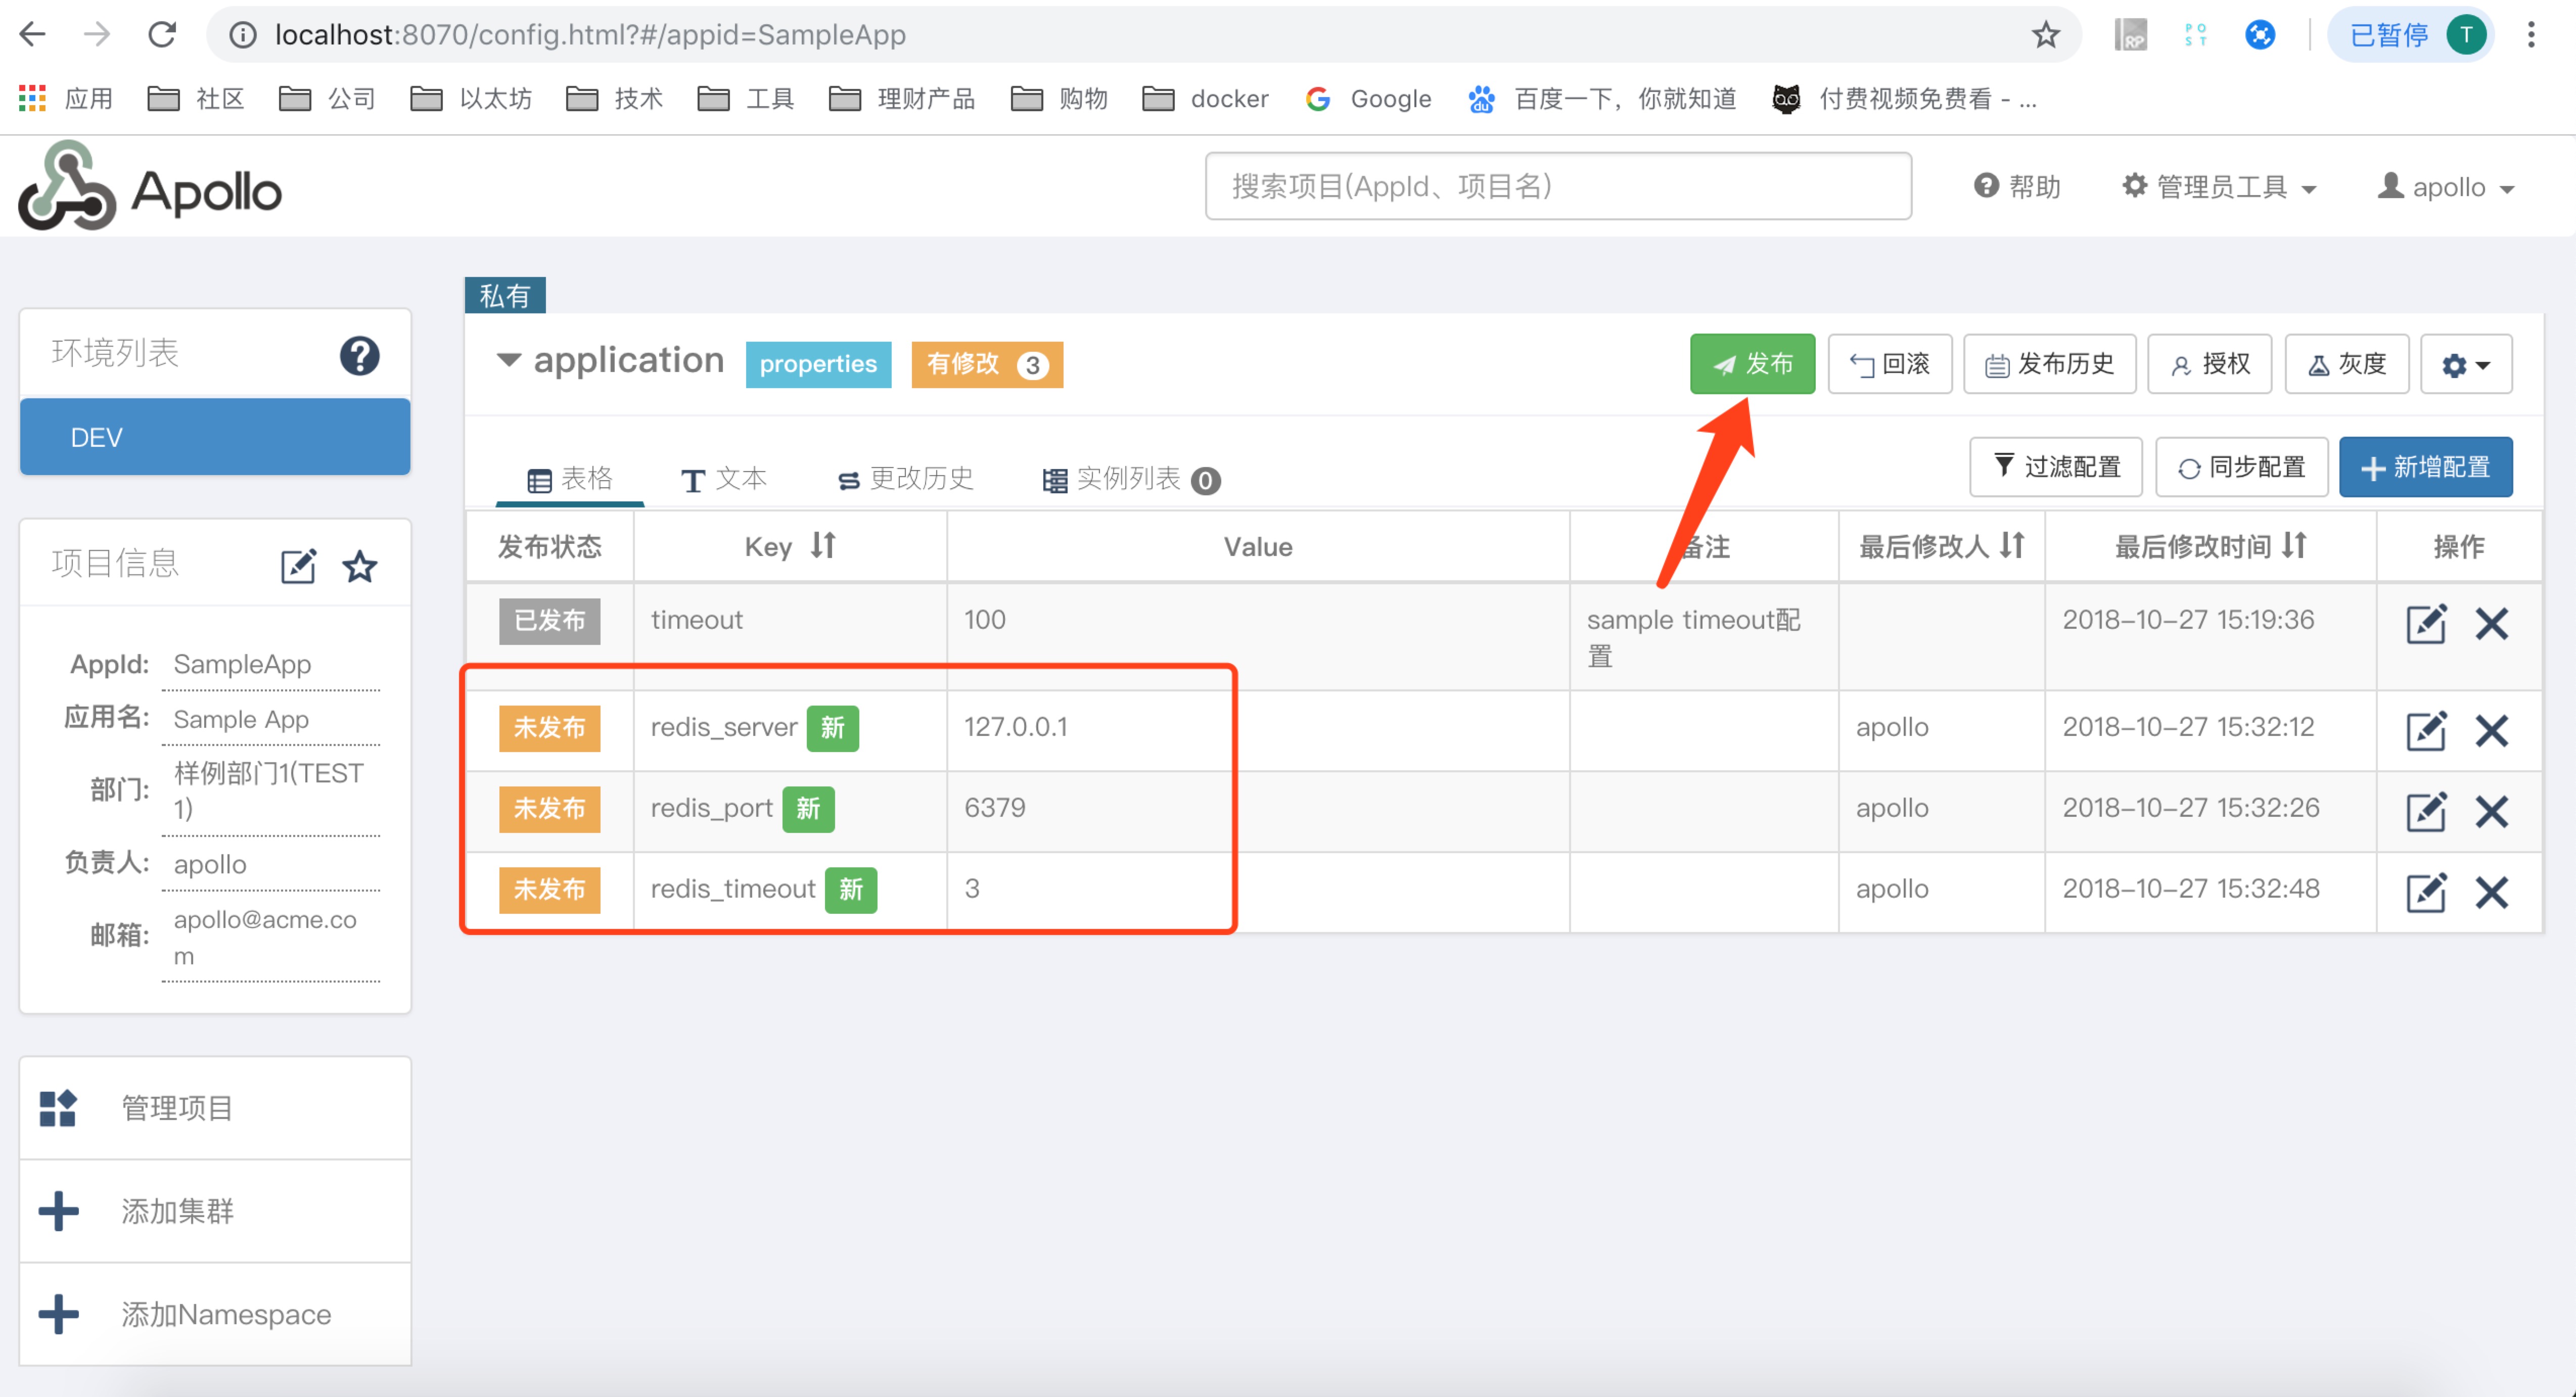 localhost:8070/config.html?#/appid=SampleApp
RP
PO
ST
已暂停
T
应用
社区
公司
以太坊
技术
工具
理财产品
购物
docker
Google
du
百度一下，你就知道
付费视频免费看 - ...
Apollo
搜索项目(AppId、项目名)
帮助
管理员工具
apollo
环境列表
DEV
项目信息
AppId: SampleApp
应用名: Sample App
部门: 样例部门1(TEST
1)
负责人: apollo
邮箱: apollo@acme.co
m
管理项目
添加集群
添加Namespace
私有
application
properties
有修改 3
发布
回滚
发布历史
授权
灰度
表格
文本
更改历史
实例列表 0
过滤配置
同步配置
新增配置
发布状态 Key Value 备注 最后修改人 最后修改时间 操作
已发布 timeout 100 sample timeout配 2018-10-27 15:19:36
置
未发布 redis_server 新 127.0.0.1 apollo 2018-10-27 15:32:12
未发布 redis_port 新 6379 apollo 2018-10-27 15:32:26
未发布 redis_timeout 新 3 apollo 2018-10-27 15:32:48